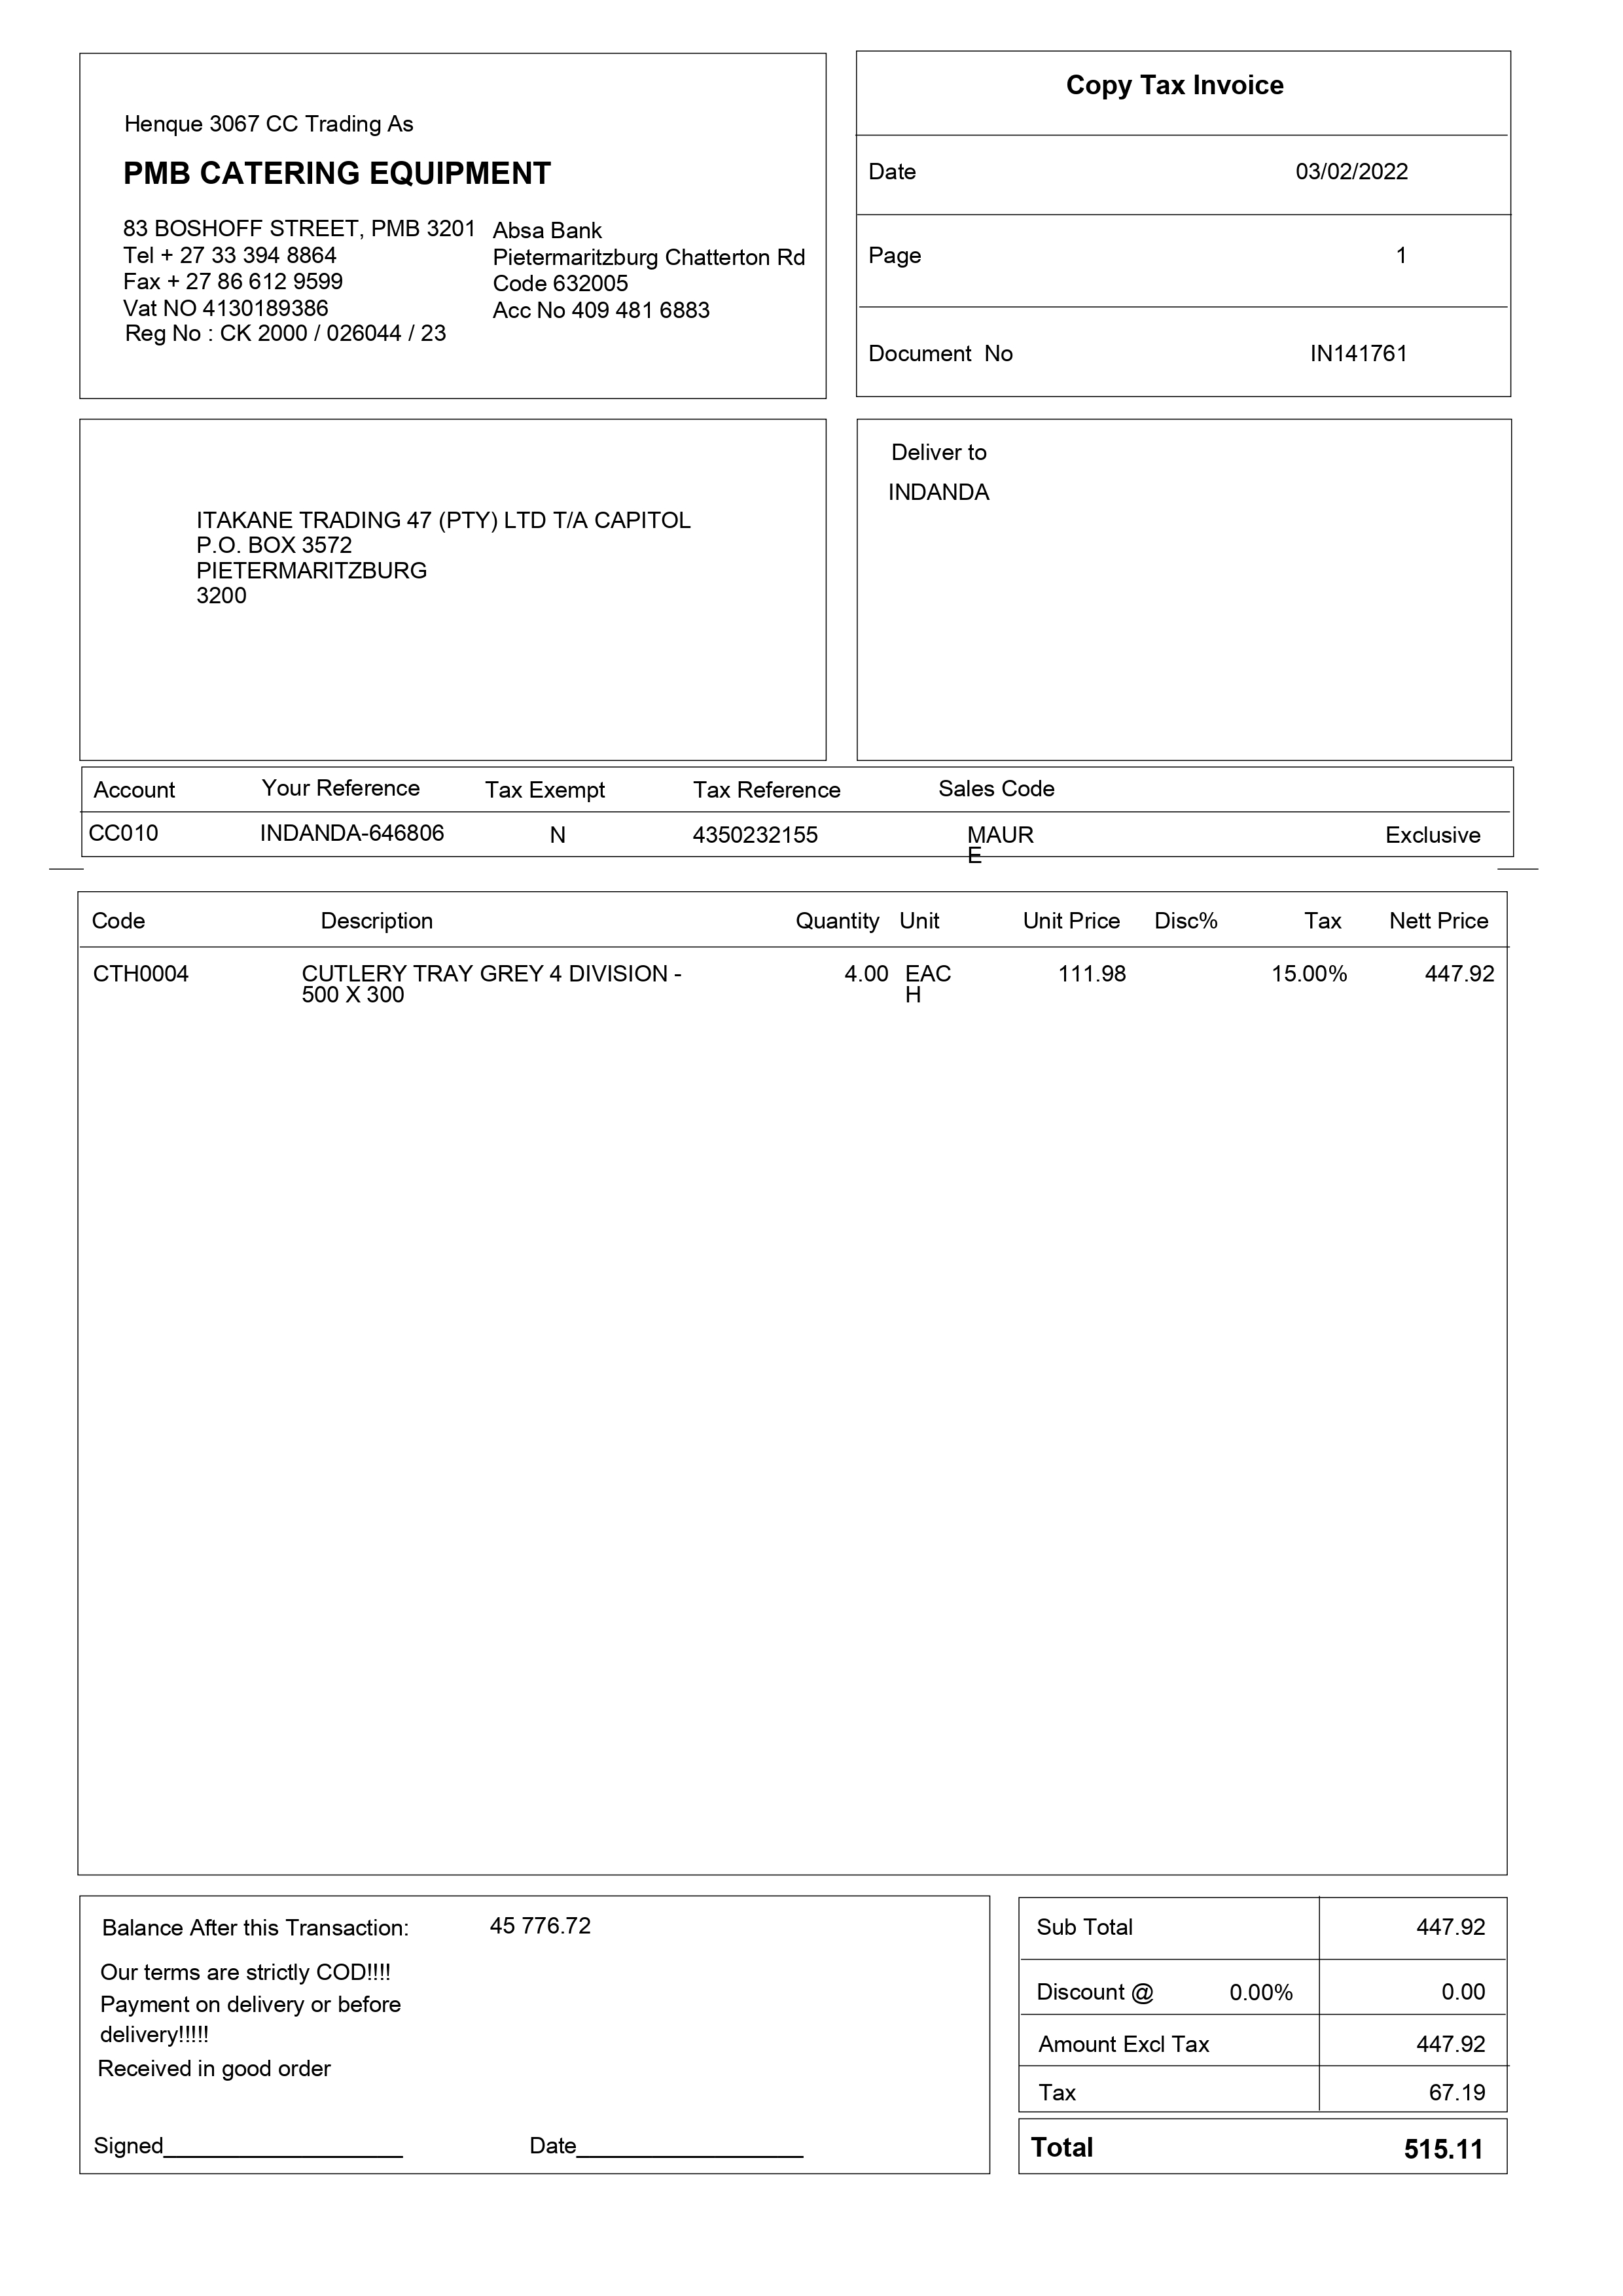 Henque 3067 CC Trading As
PMB CATERING EQUIPMENT
83 BOSHOFF STREET, PMB 3201
Tel + 27 33 394 8864
Fax + 27 86 612 9599
Vat NO 4130189386
Reg No : CK 2000 / 026044 / 23
Absa Bank
Pietermaritzburg Chatterton Rd
Code 632005
Acc No 409 481 6883
Copy Tax Invoice
Date 03/02/2022
Page 1
Document No IN141761
ITAKANE TRADING 47 (PTY) LTD T/A CAPITOL
P.O. BOX 3572
PIETERMARITZBURG
3200
Deliver to
INDANDA
Account Your Reference Tax Exempt Tax Reference Sales Code
CC010 INDANDA-646806 N 4350232155 MAUR Exclusive
E
Code Description Quantity Unit Unit Price Disc% Tax Nett Price
CTH0004 CUTLERY TRAY GREY 4 DIVISION - 4.00 EAC 111.98 15.00% 447.92
500 X 300 H
Balance After this Transaction: 45 776.72
Our terms are strictly COD!!!!
Payment on delivery or before
delivery!!!!!
Received in good order
Signed Date
Sub Total 447.92
Discount @ 0.00% 0.00
Amount Excl Tax 447.92
Tax 67.19
Total 515.11